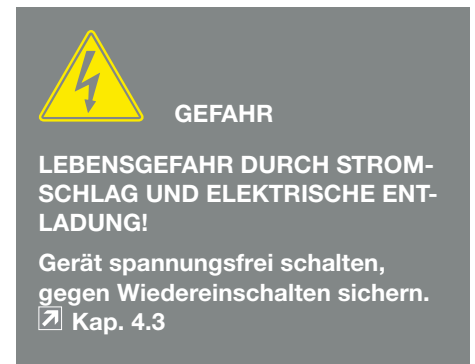 GEFAHR
LEBENSGEFAHR DURCH STROM-
SCHLAG UND ELEKTRISCHE ENT-
LADUNG!
Gerät spannungsfrei schalten,
gegen Wiedereinschalten sichern.
Kap. 4.3